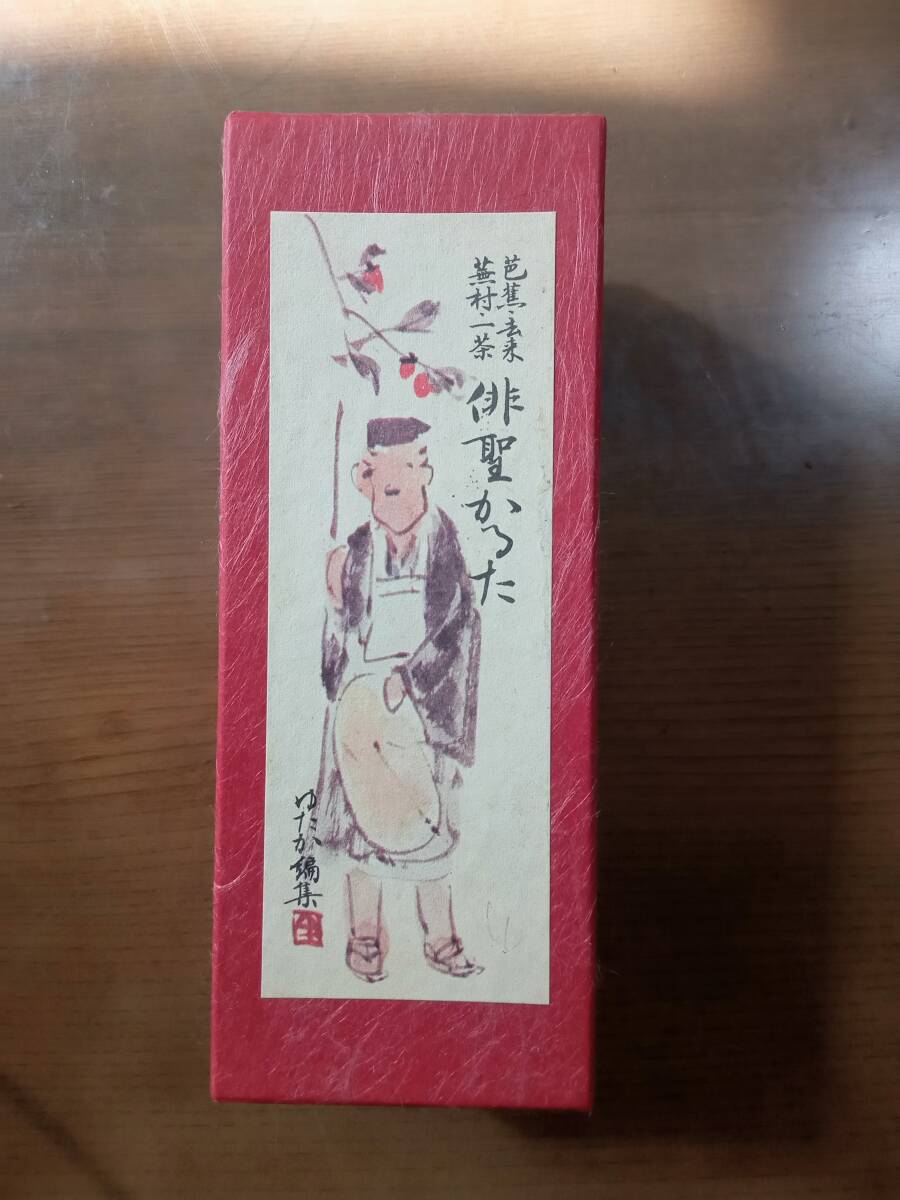 芭蕉・去来
蕪村・一茶
俳聖かるた
ゆたか編集